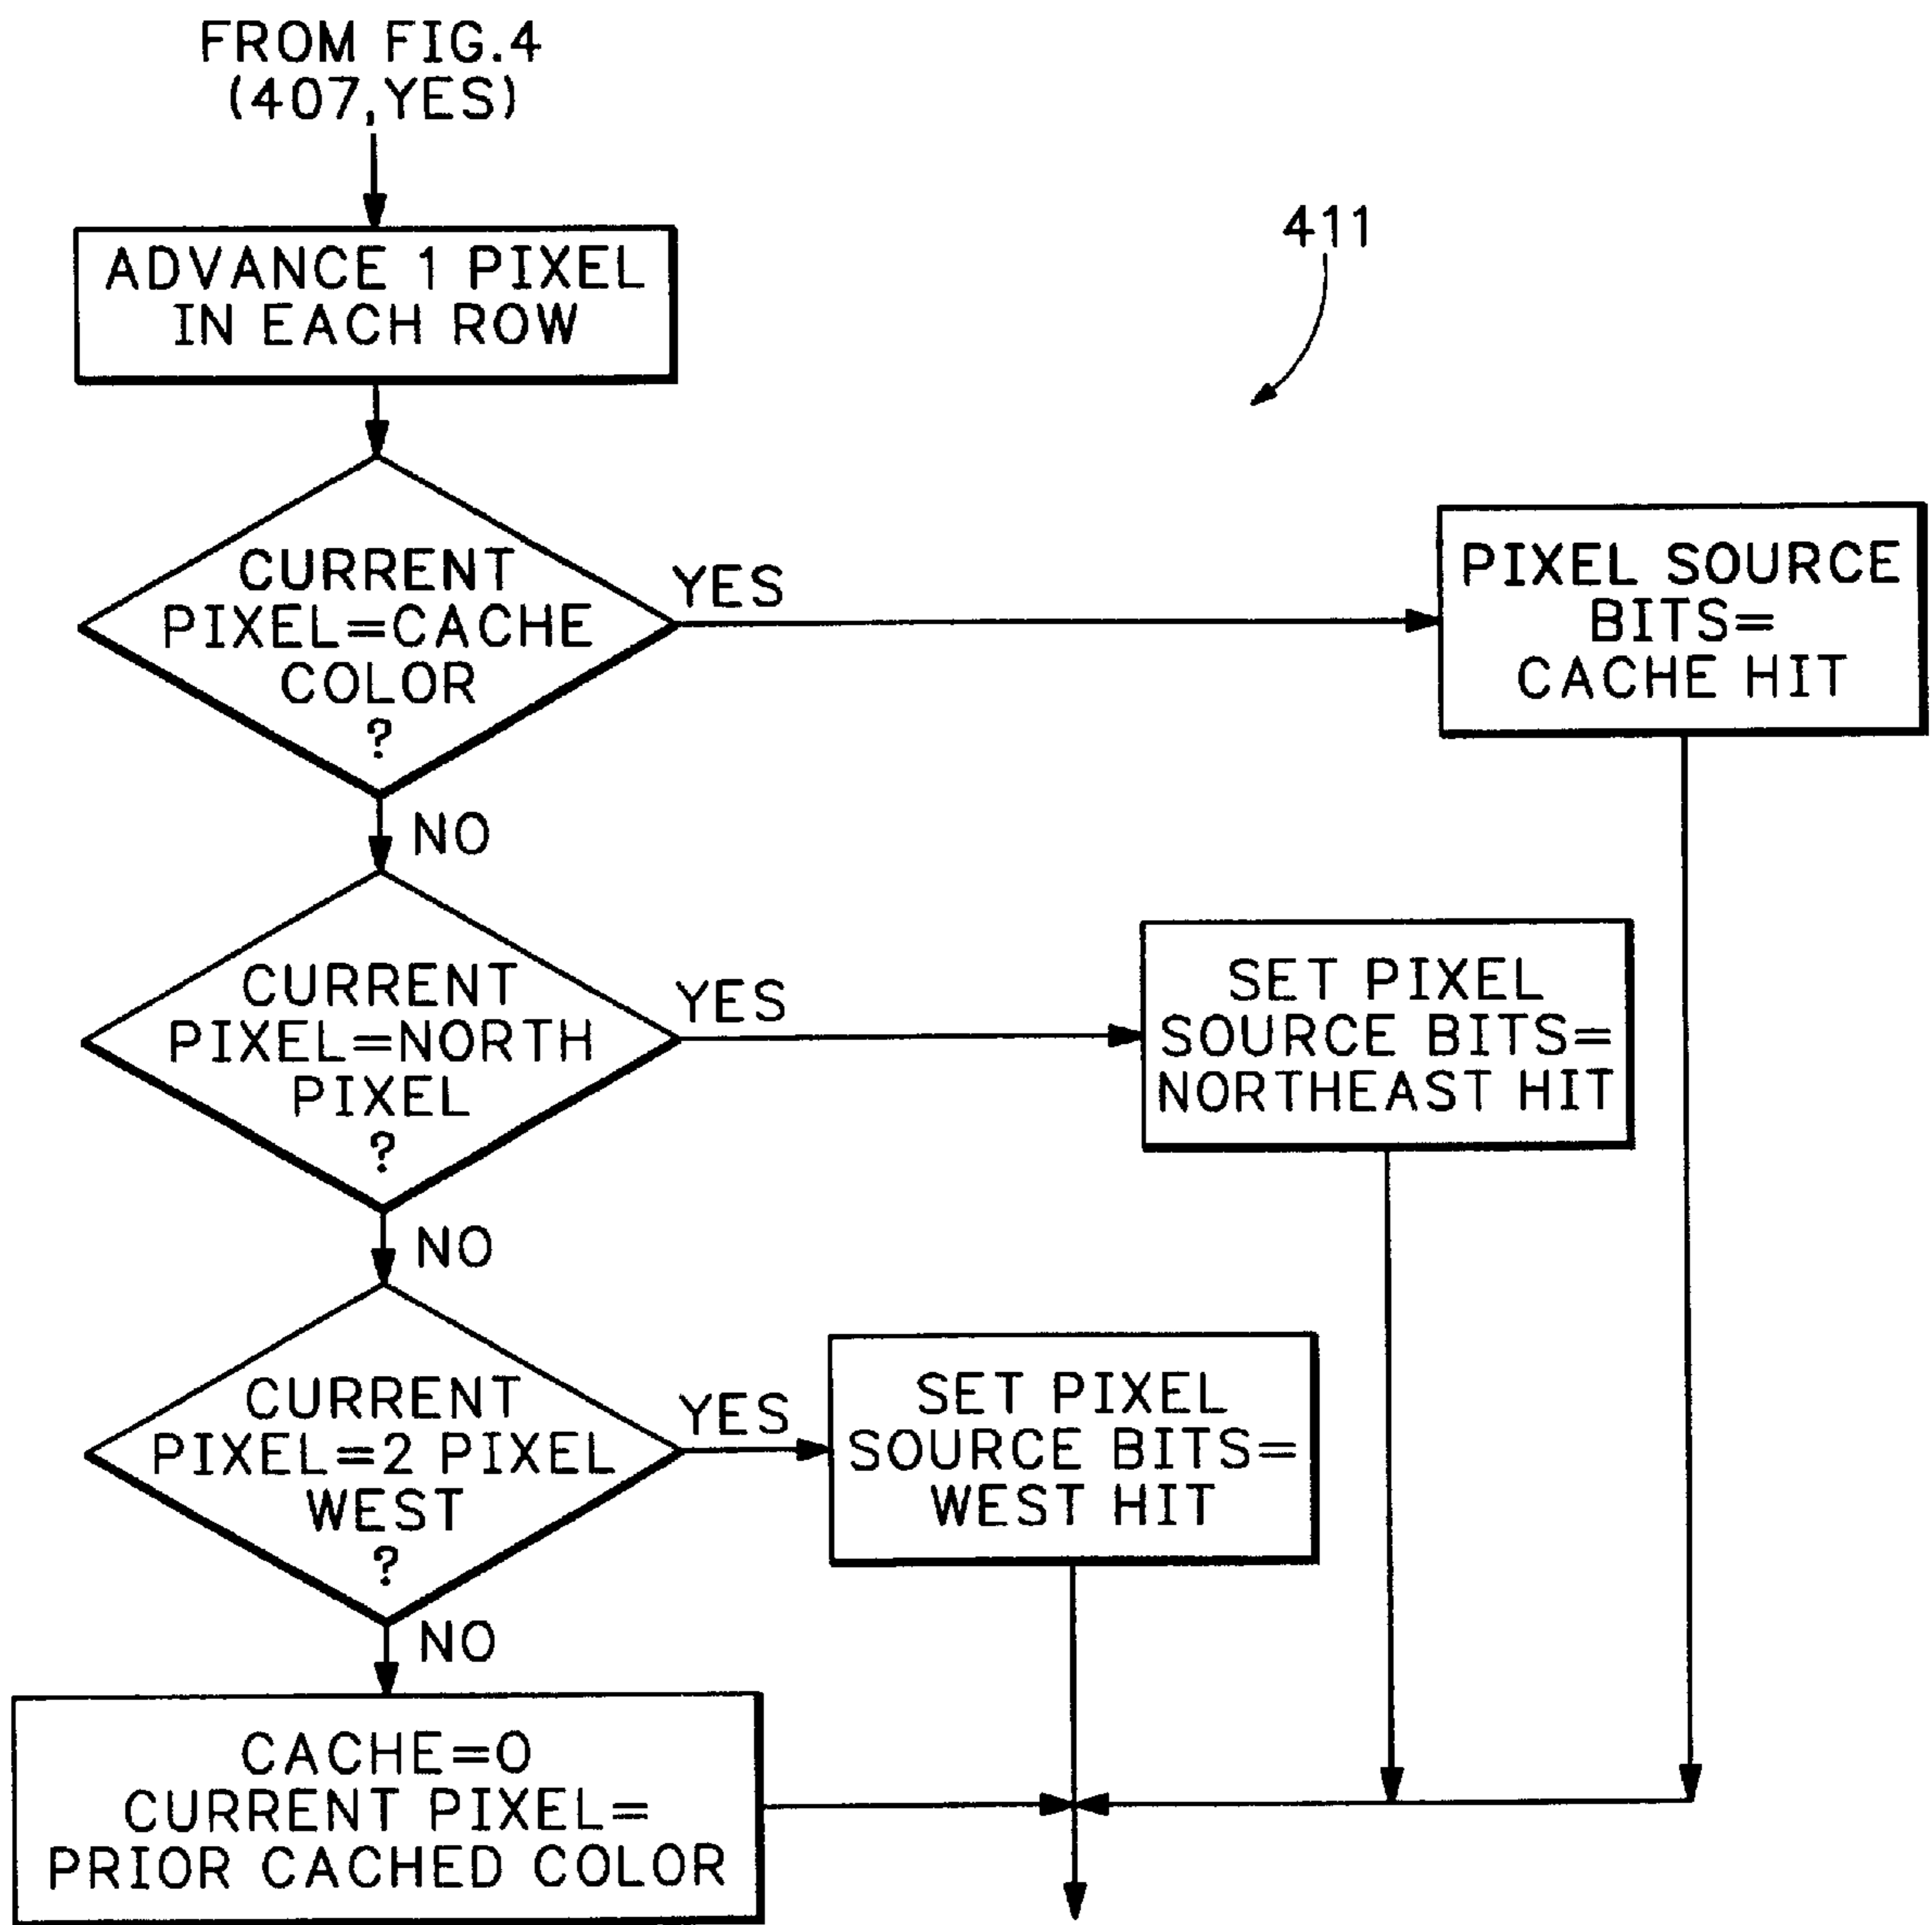 FROM FIG.4
(407,YES)
ADVANCE 1 PIXEL
IN EACH ROW
411
CURRENT
PIXEL=CACHE
COLOR
?
YES
PIXEL SOURCE
BITS=
CACHE HIT
NO
CURRENT
PIXEL=NORTH
PIXEL
?
YES
SET PIXEL
SOURCE BITS=
NORTHEAST HIT
NO
CURRENT
PIXEL=2 PIXEL
WEST
?
YES
SET PIXEL
SOURCE BITS=
WEST HIT
NO
CACHE=0
CURRENT PIXEL=
PRIOR CACHED COLOR